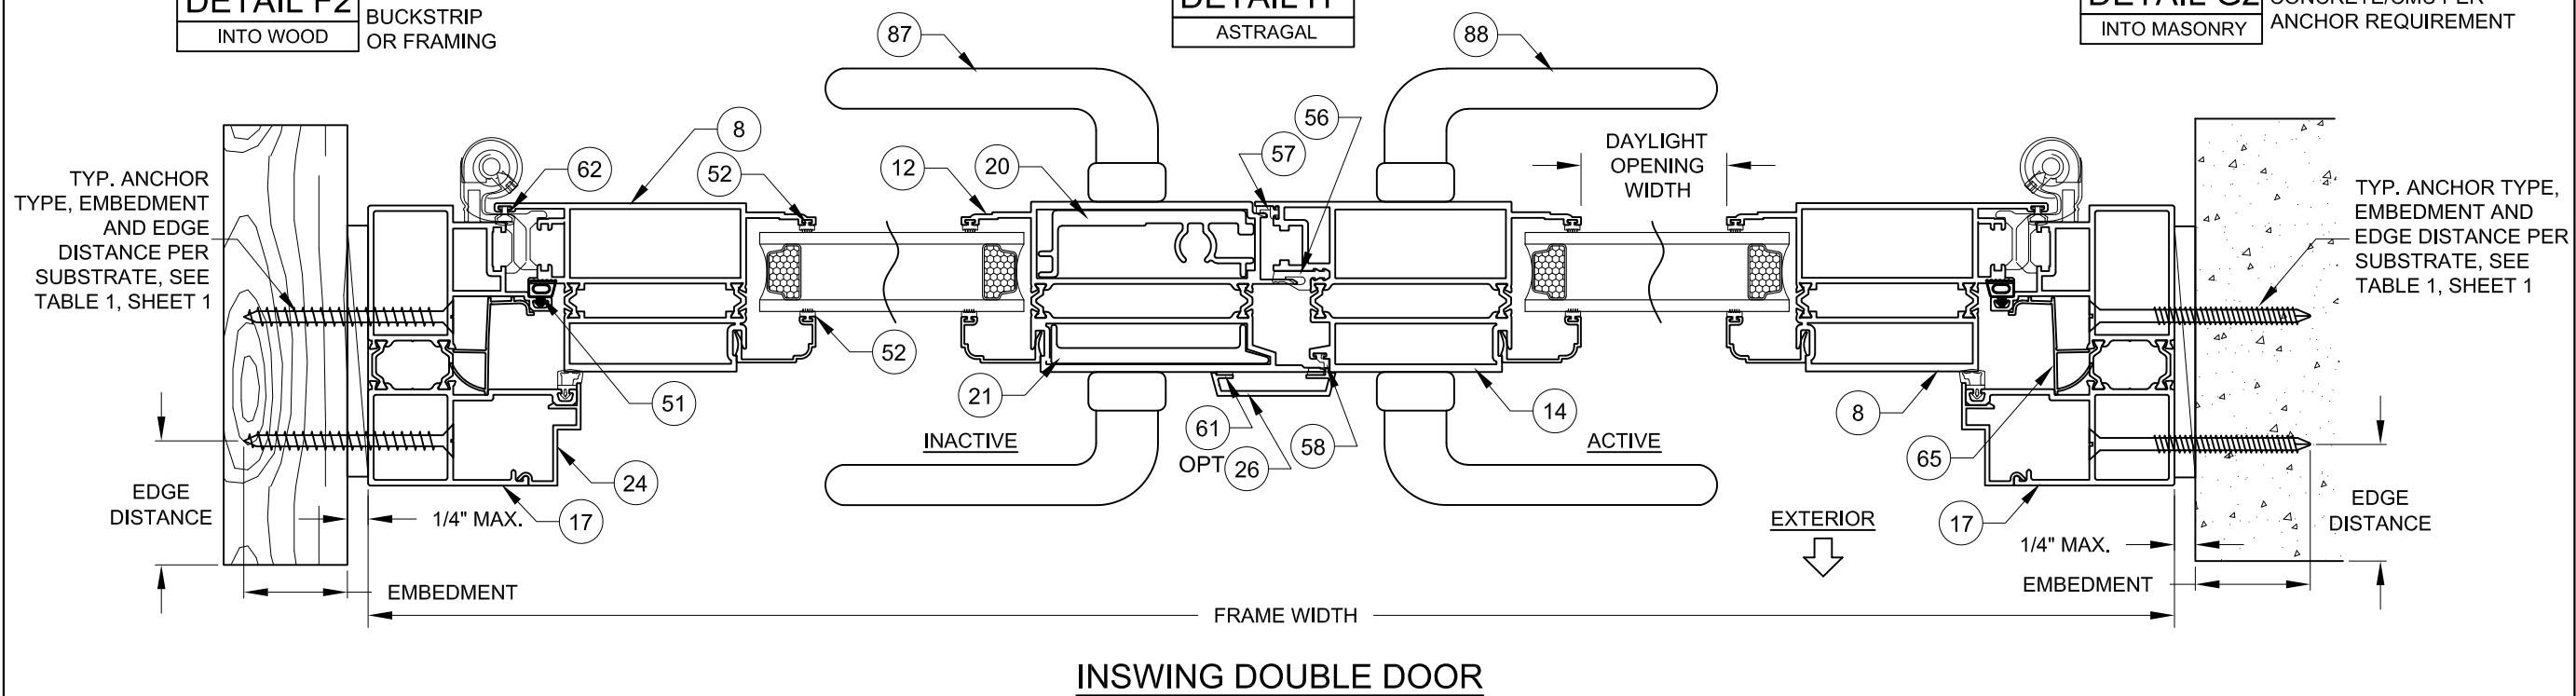 DETAIL F2
INTO WOOD
BUCKSTRIP
OR FRAMING
ASTRAGAL
INTO MASONRY
CONCRETE/CMU PER
ANCHOR REQUIREMENT
87
88
8
62
52
12
20
57
56
DAYLIGHT
OPENING
WIDTH
TYP. ANCHOR
TYPE, EMBEDMENT
AND EDGE
DISTANCE PER
SUBSTRATE, SEE
TABLE 1, SHEET 1
TYP. ANCHOR TYPE,
EMBEDMENT AND
EDGE DISTANCE PER
SUBSTRATE, SEE
TABLE 1, SHEET 1
52
51
21
14
8
INACTIVE
61
OPT
26
58
ACTIVE
65
24
17
EDGE
DISTANCE
1/4" MAX.
EXTERIOR
17
1/4" MAX.
EDGE
DISTANCE
EMBEDMENT
EMBEDMENT
FRAME WIDTH
INSWING DOUBLE DOOR